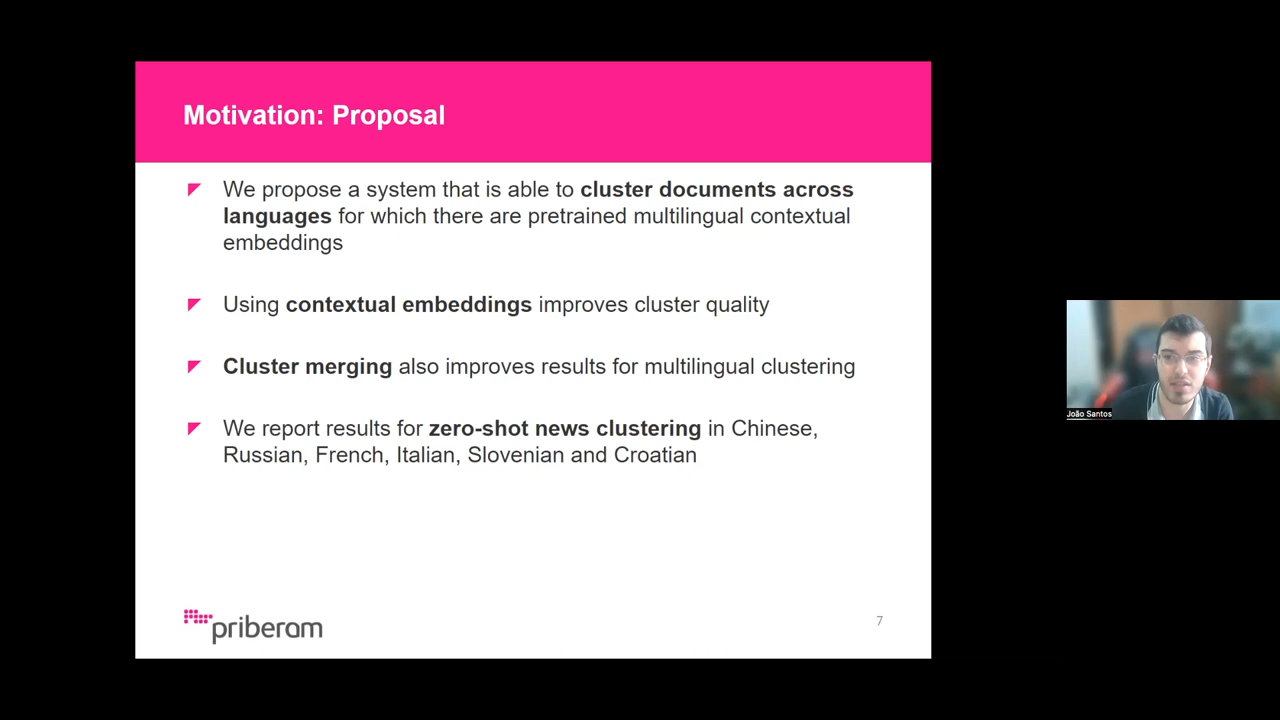 Motivation: Proposal
We propose a system that is able to cluster documents across
languages for which there are pretrained multilingual contextual
embeddings
Using contextual embeddings improves cluster quality
Cluster merging also improves results for multilingual clustering
We report results for zero-shot news clustering in Chinese,
Russian, French, Italian, Slovenian and Croatian
João Santos
priberam
7